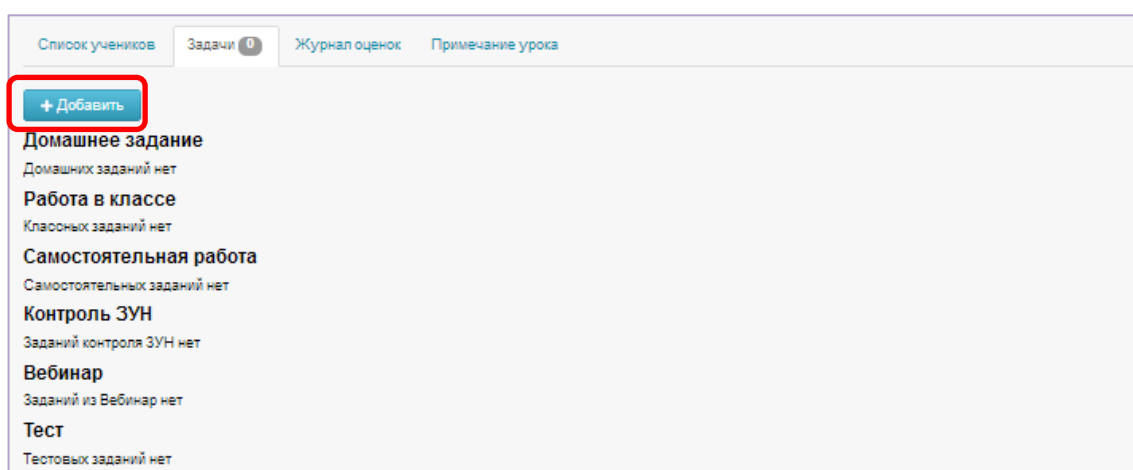 Список учеников Задачи 0 Журнал оценок Примечание урока
+ Добавить
Домашнее задание
Домашних заданий нет
Работа в классе
Классных заданий нет
Самостоятельная работа
Самостоятельных заданий нет
Контроль ЗУН
Заданий контроля ЗУН нет
Вебинар
Заданий из Вебинар нет
Тест
Тестовых заданий нет